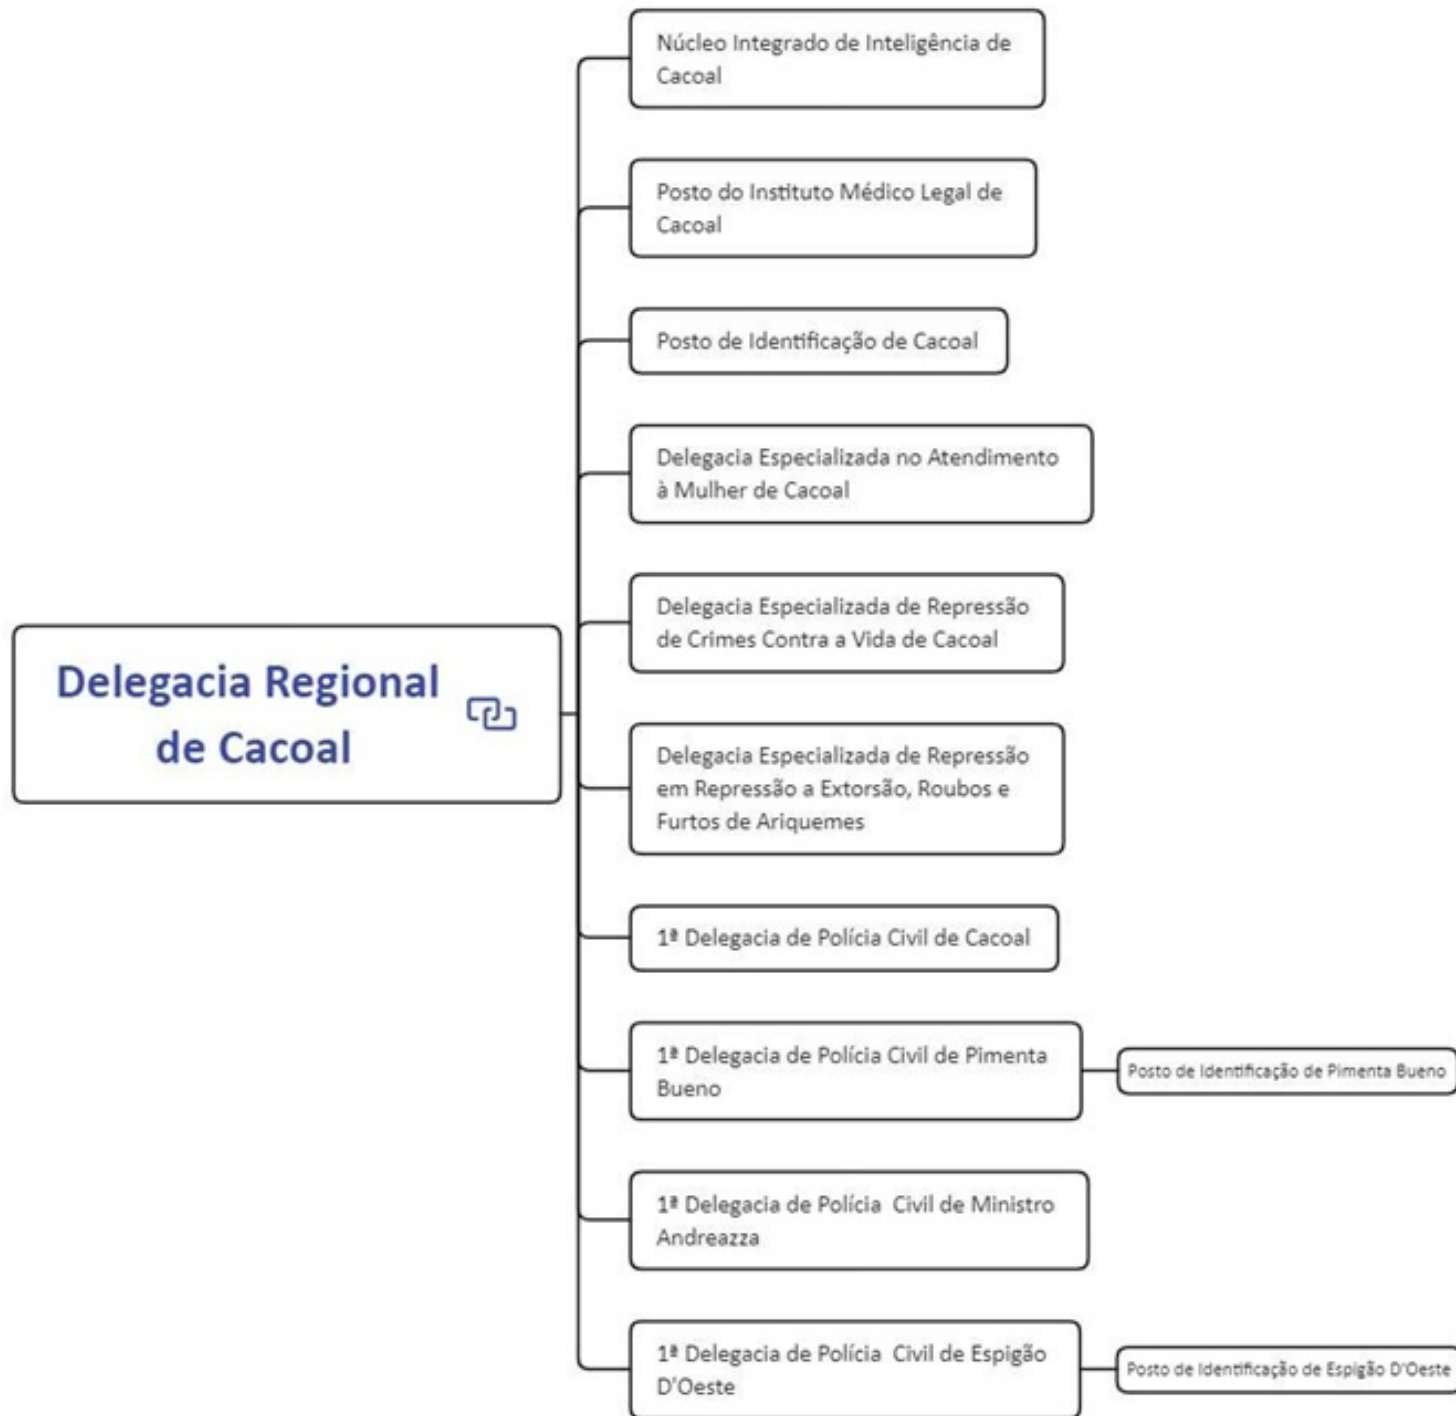 Núcleo Integrado de Inteligência de
Cacoal
Posto do Instituto Médico Legal de
Cacoal
Posto de Identificação de Cacoal
Delegacia Especializada no Atendimento
à Mulher de Cacoal
Delegacia Especializada de Repressão
de Crimes Contra a Vida de Cacoal
Delegacia Regional
de Cacoal
Delegacia Especializada de Repressão
em Repressão a Extorsão, Roubos e
Furtos de Ariquemes
1ª Delegacia de Polícia Civil de Cacoal
1ª Delegacia de Polícia Civil de Pimenta
Bueno
Posto de Identificação de Pimenta Bueno
1ª Delegacia de Polícia  Civil de Ministro
Andreazza
1ª Delegacia de Polícia  Civil de Espigão
D'Oeste
Posto de Identificação de Espigão D'Oeste